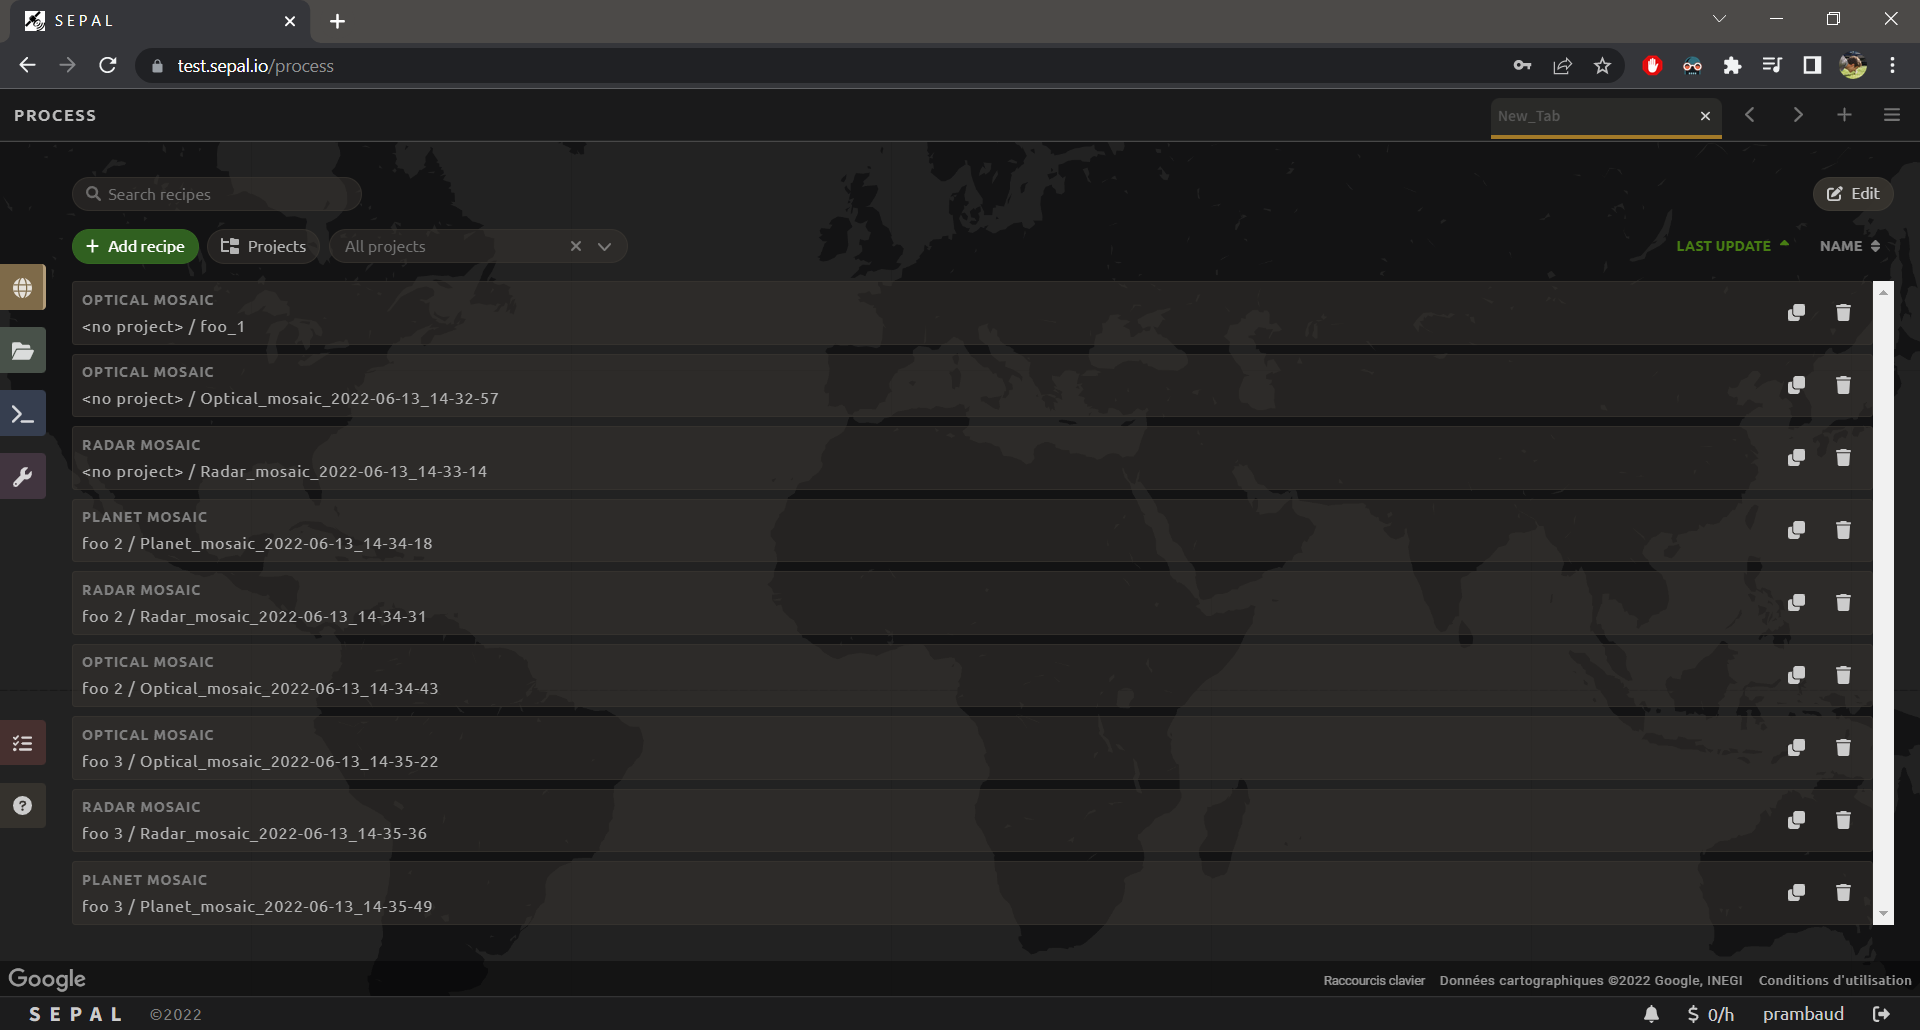 SEPAL
test.sepal.io/process
PROCESS
New_Tab
Search recipes
Edit
Add recipe
Projects
All projects
LAST UPDATE
NAME
OPTICAL MOSAIC
<no project> / foo_1
OPTICAL MOSAIC
<no project> / Optical_mosaic_2022-06-13_14-32-57
RADAR MOSAIC
<no project> / Radar_mosaic_2022-06-13_14-33-14
PLANET MOSAIC
foo 2 / Planet_mosaic_2022-06-13_14-34-18
RADAR MOSAIC
foo 2 / Radar_mosaic_2022-06-13_14-34-31
OPTICAL MOSAIC
foo 2 / Optical_mosaic_2022-06-13_14-34-43
OPTICAL MOSAIC
foo 3 / Optical_mosaic_2022-06-13_14-35-22
RADAR MOSAIC
foo 3 / Radar_mosaic_2022-06-13_14-35-36
PLANET MOSAIC
foo 3 / Planet_mosaic_2022-06-13_14-35-49
Google
Raccourcis clavier
Données cartographiques ©2022 Google, INEGI
Conditions d'utilisation
SEPAL
©2022
$ 0/h
prambaud